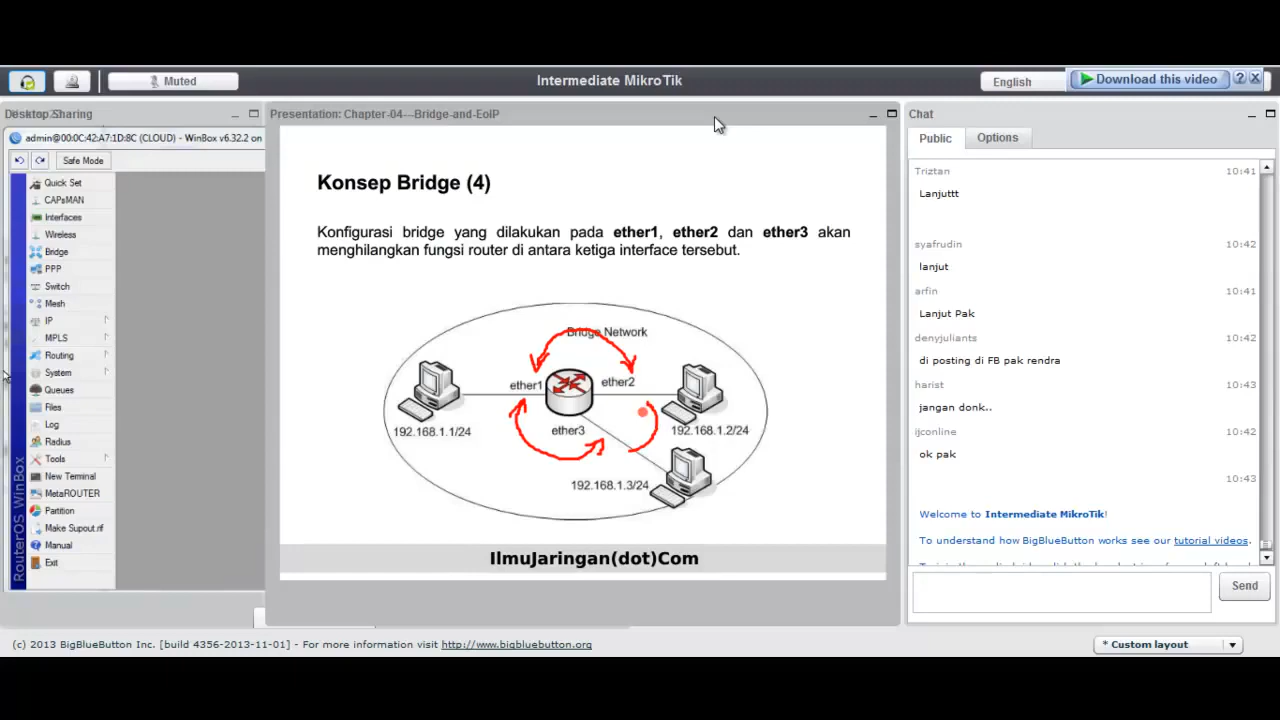 Muted
Intermediate MikroTik
English
Download this video
?
Presentation: Chapter-04---Bridge-and-EoIP
Chat
admin@00:0C:42:A7:1D:8C (CLOUD) - WinBox v6.32.2 on
Safe Mode
Quick Set
CAPsMAN
Interfaces
Wireless
Bridge
PPP
Switch
Mesh
IP
MPLS
Routing
System
Queues
Files
Log
Radius
Tools
New Terminal
MetaROUTER
Partition
Make Supout.rif
Manual
Exit
RouterOS WinBox
Konsep Bridge (4)
Konfigurasi bridge yang dilakukan pada ether1, ether2 dan ether3 akan
menghilangkan fungsi router di antara ketiga interface tersebut.
Bridge Network
ether1
ether2
ether3
192.168.1.1/24
192.168.1.2/24
192.168.1.3/24
IlmuJaringan(dot)Com
Public
Options
Triztan 10:41
Lanjuttt
syafrudin 10:42
lanjut
arfin 10:41
Lanjut Pak
denyjuliants 10:42
di posting di FB pak rendra
harist 10:43
jangan donk..
ijconline 10:42
ok pak
10:43
Welcome to Intermediate MikroTik!
To understand how BigBlueButton works see our tutorial videos.
Send
(c) 2013 BigBlueButton Inc. [build 4356-2013-11-01] - For more information visit http://www.bigbluebutton.org
* Custom layout